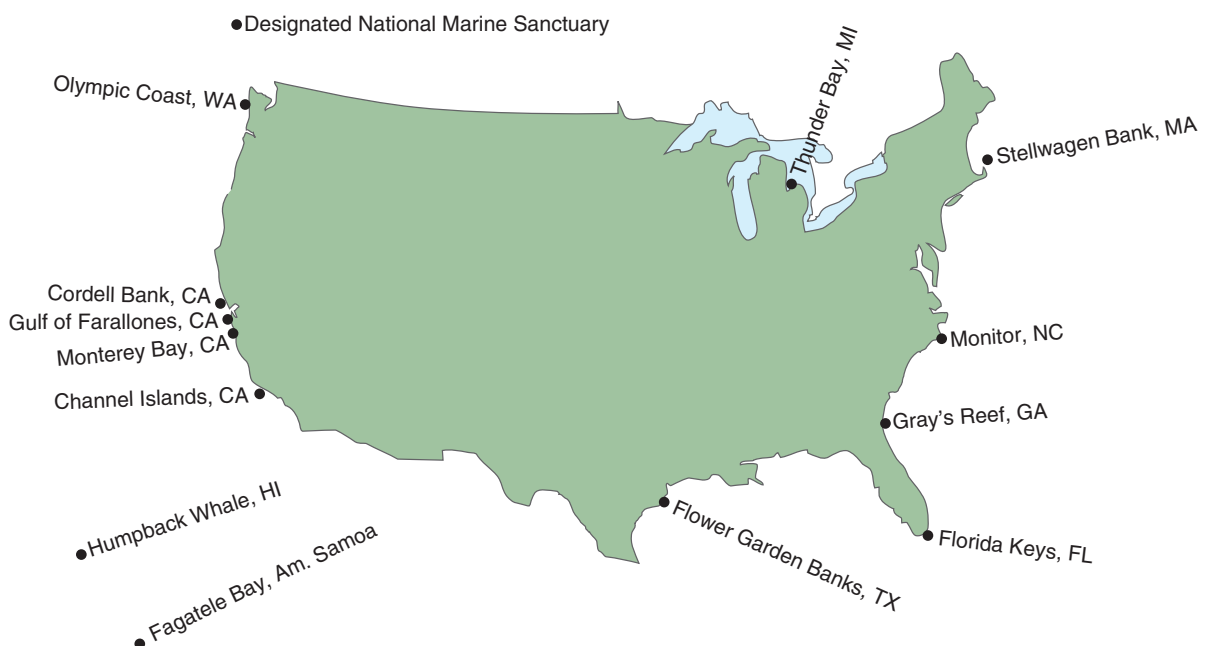 Designated National Marine Sanctuary
Olympic Coast, WA
Thunder Bay, MI
Stellwagen Bank, MA
Cordell Bank, CA
Gulf of Farallones, CA
Monterey Bay, CA
Monitor, NC
Channel Islands, CA
Gray’s Reef, GA
Humpback Whale, HI
Flower Garden Banks, TX
Florida Keys, FL
Fagatele Bay, Am. Samoa